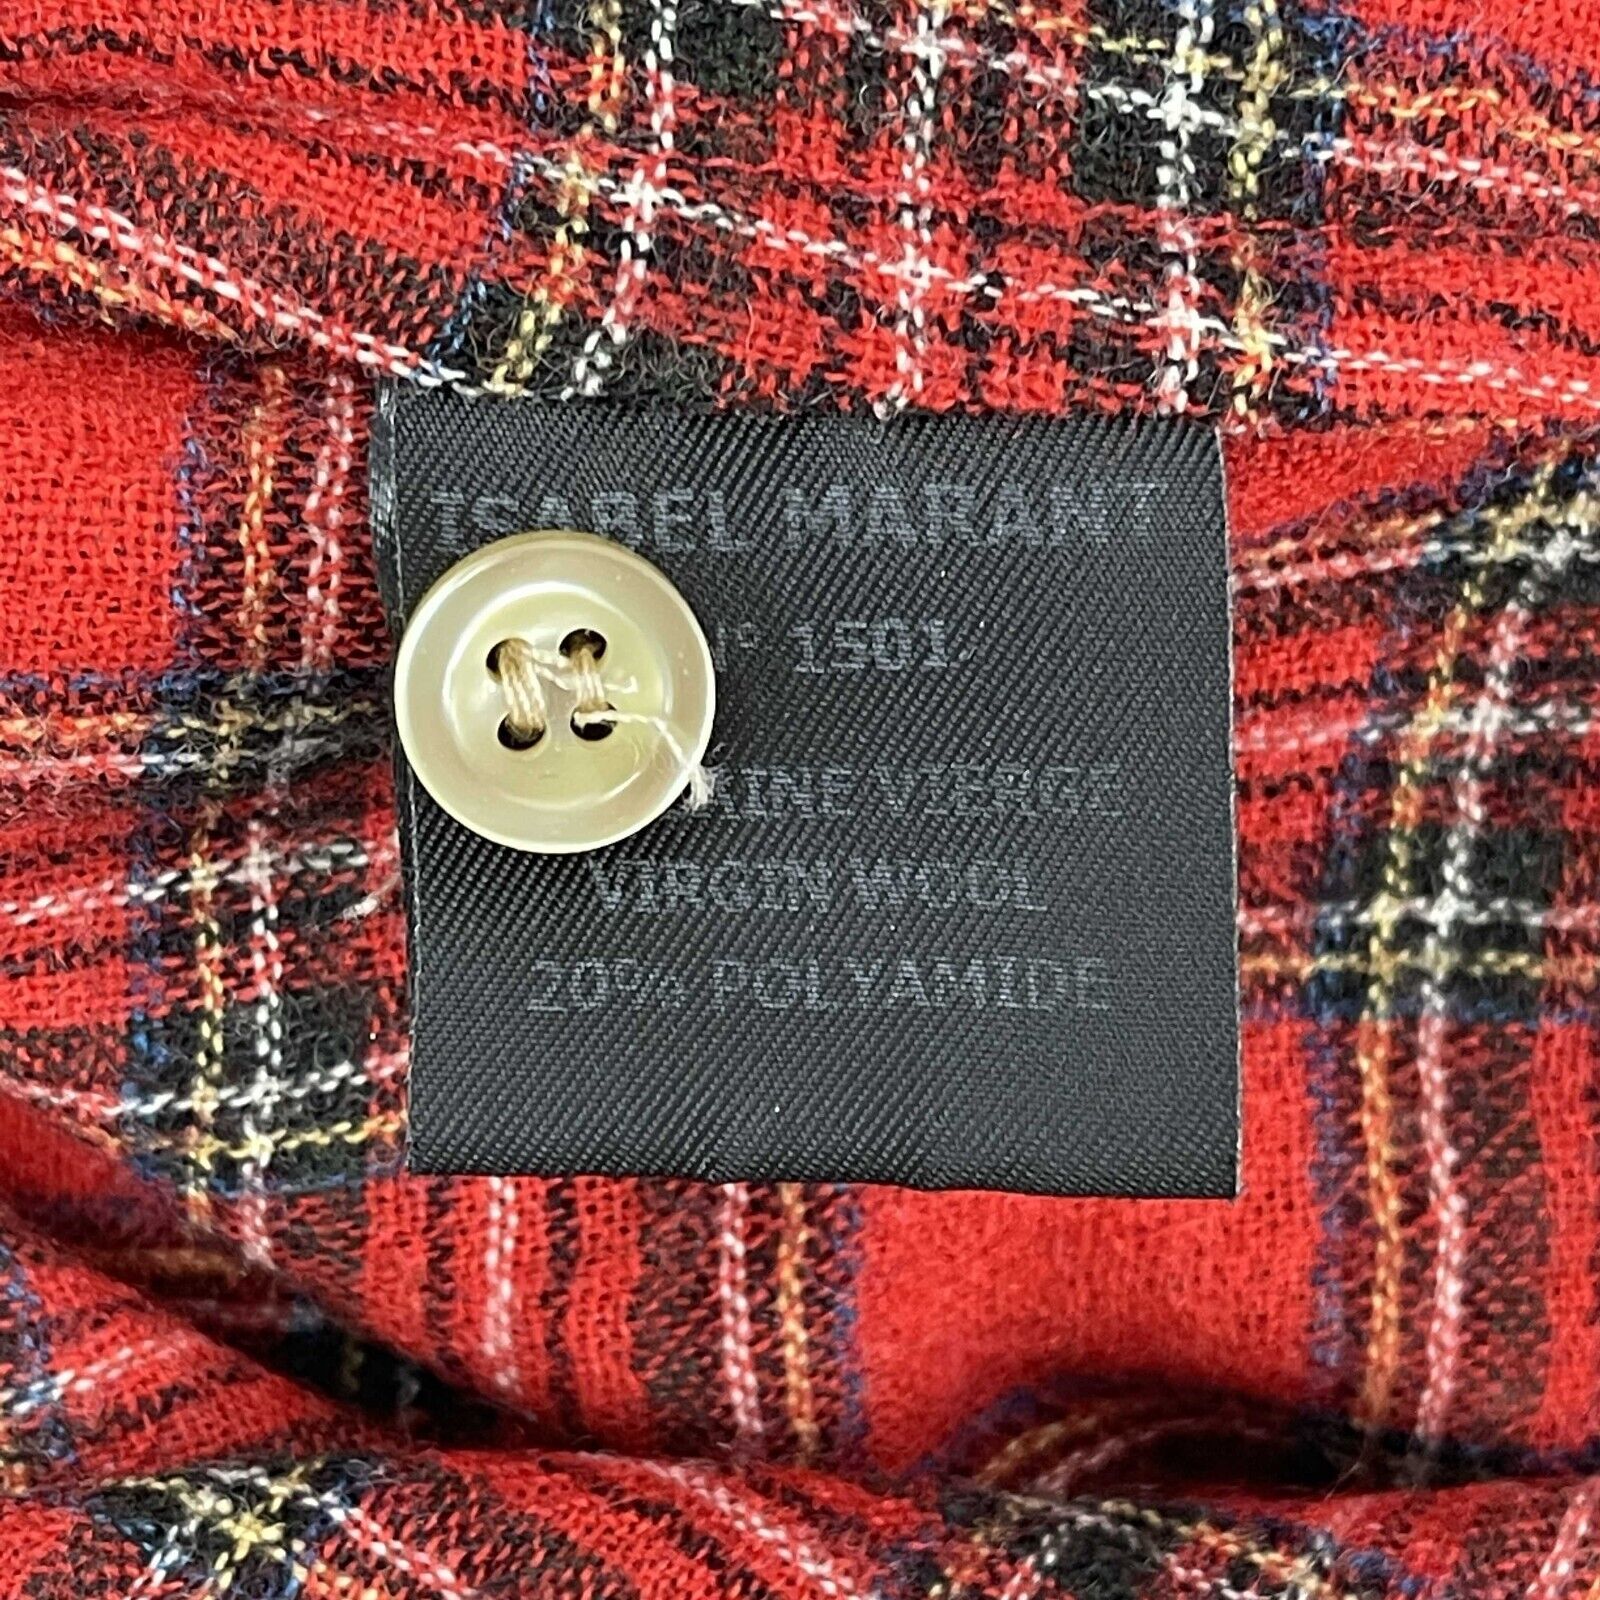 ISABEL MARANT
1501
VIERGE
VIRGIN WOOL
20% POLYAMIDE